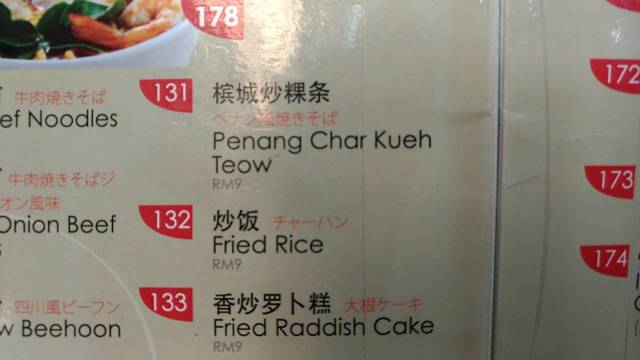 178
牛肉焼きそば
ef Noodles
牛肉焼きそばジ
オン風味
Onion Beef
四川風ビーフン
w Beehoon
131 槟城炒粿条
ペナン風焼きそば
Penang Char Kueh
Teow
RM9
132 炒饭 チャーハン
Fried Rice
RM9
133 香炒罗卜糕 大根ケーキ
Fried Raddish Cake
RM9
172
173
174